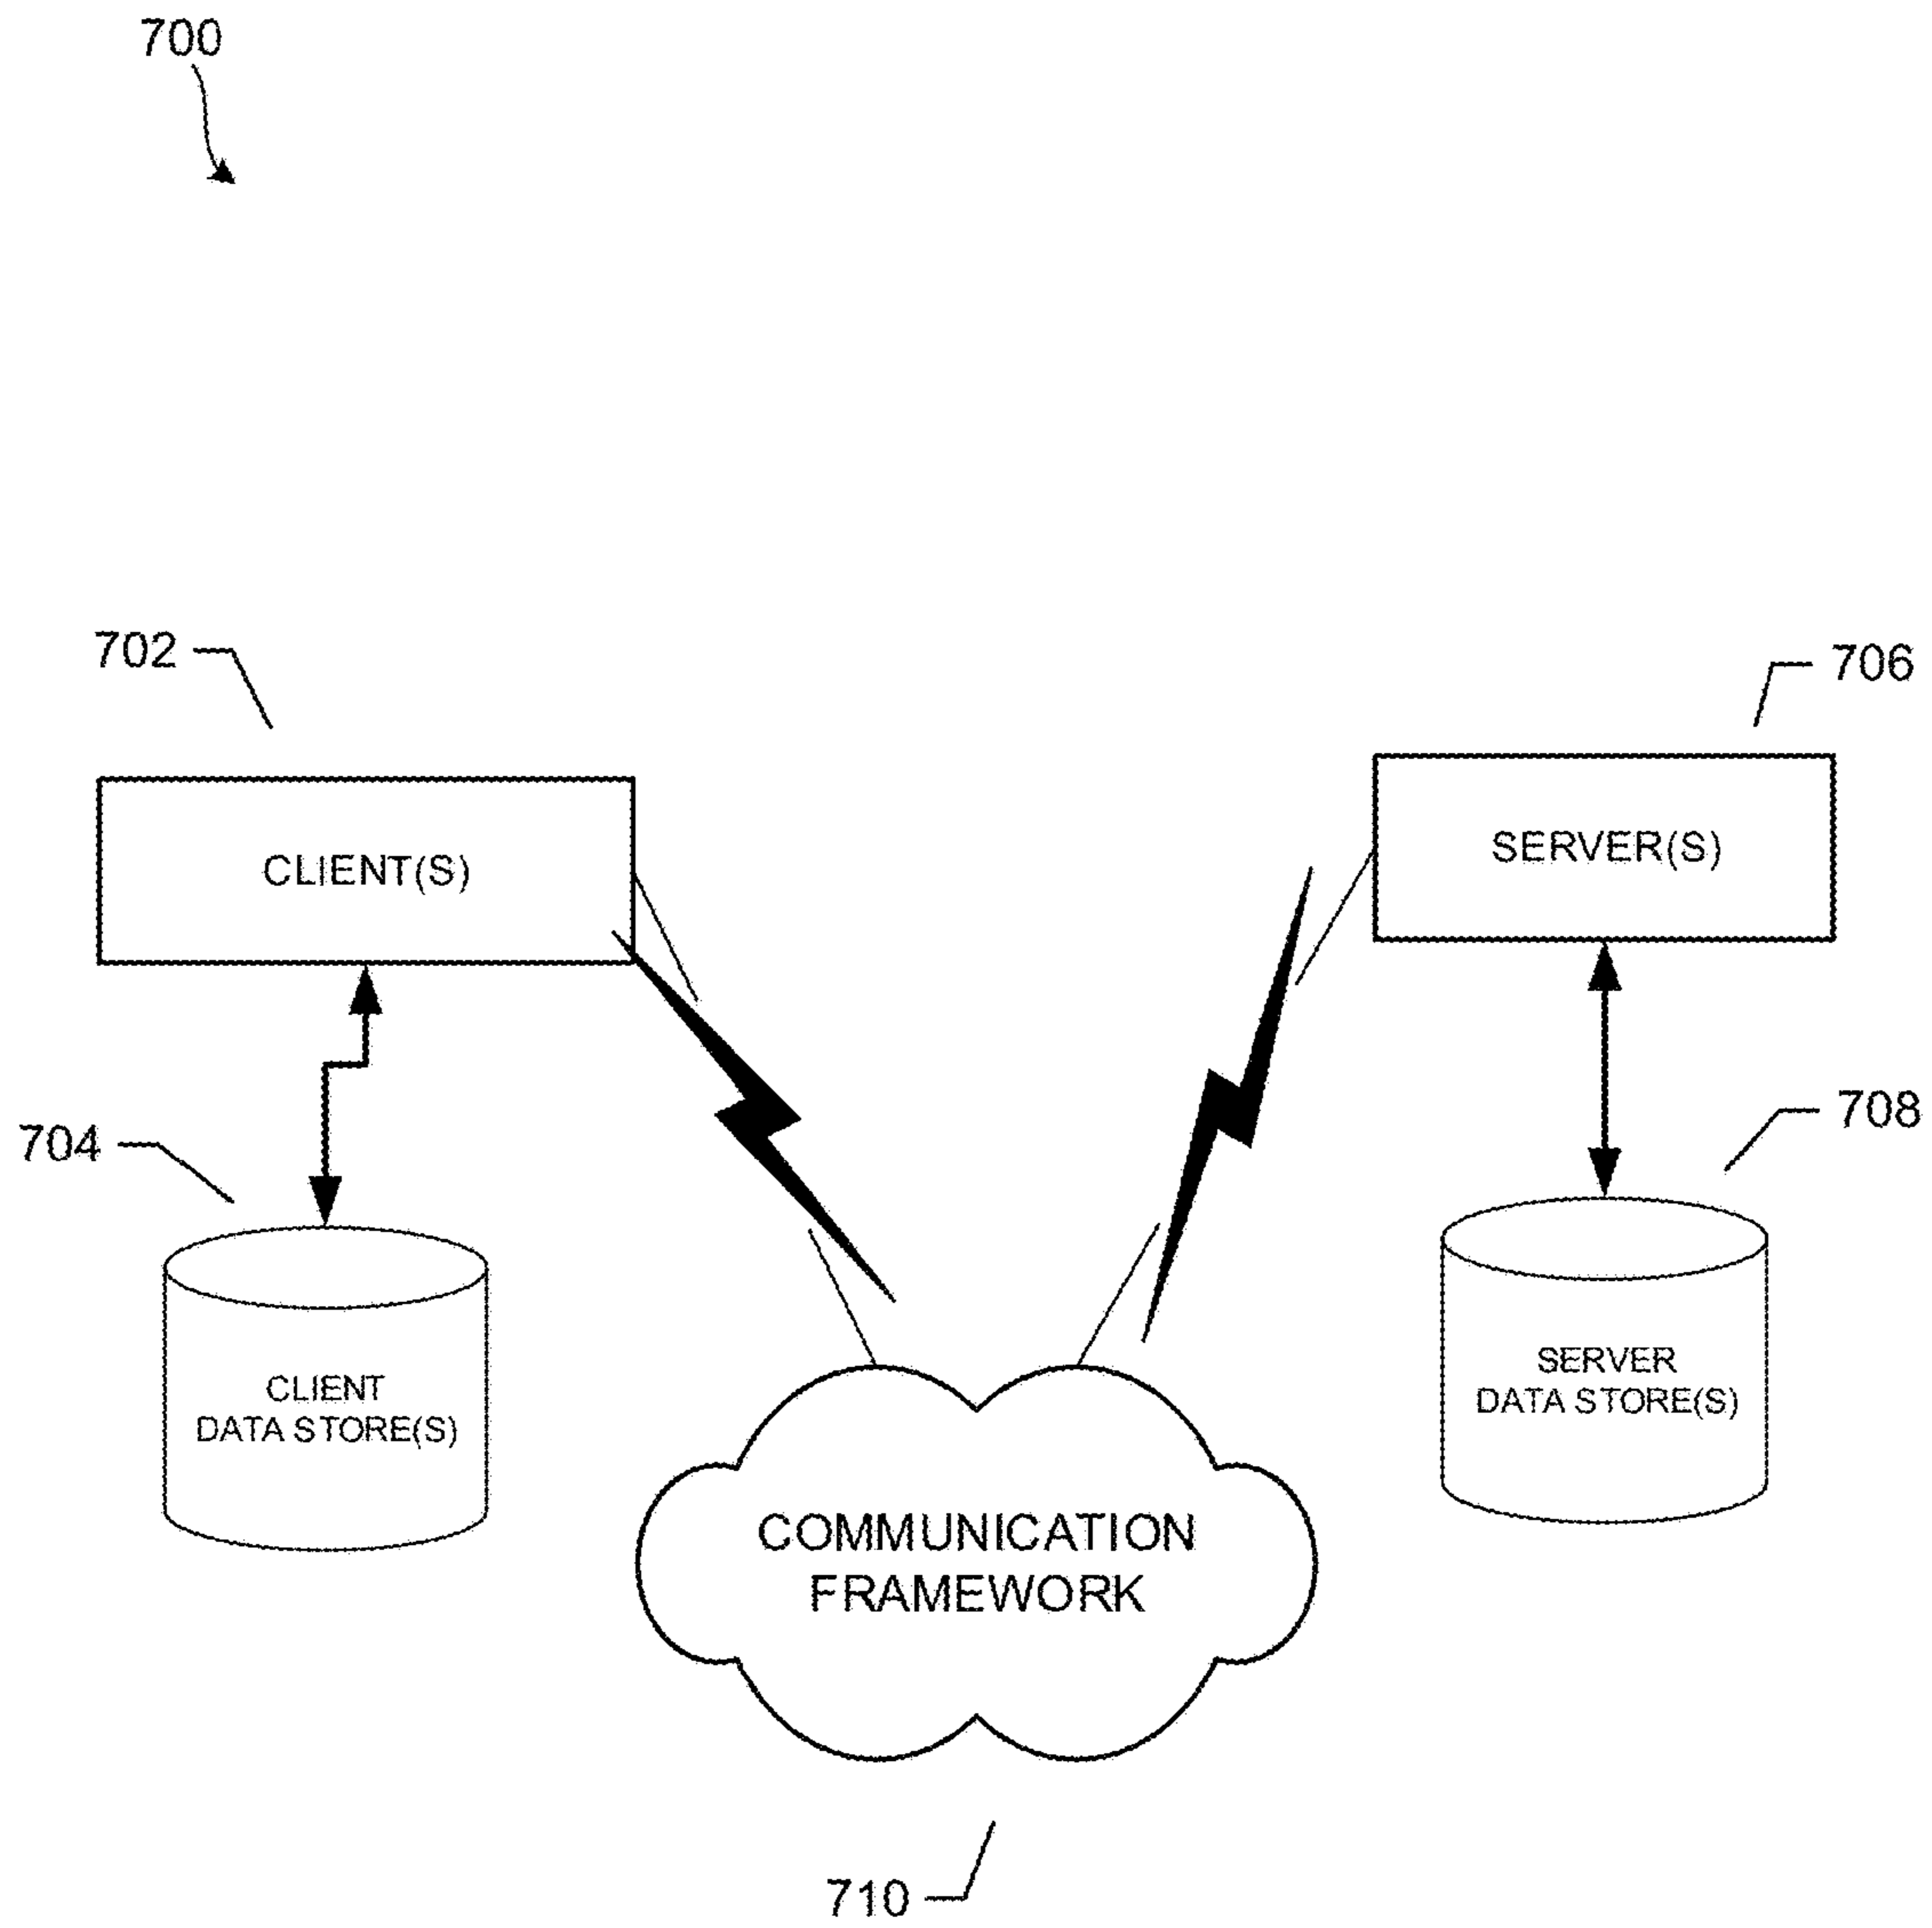 700
702
706
CLIENT(S)
SERVER(S)
704
708
CLIENT
DATA STORE(S)
SERVER
DATA STORE(S)
COMMUNICATION
FRAMEWORK
710